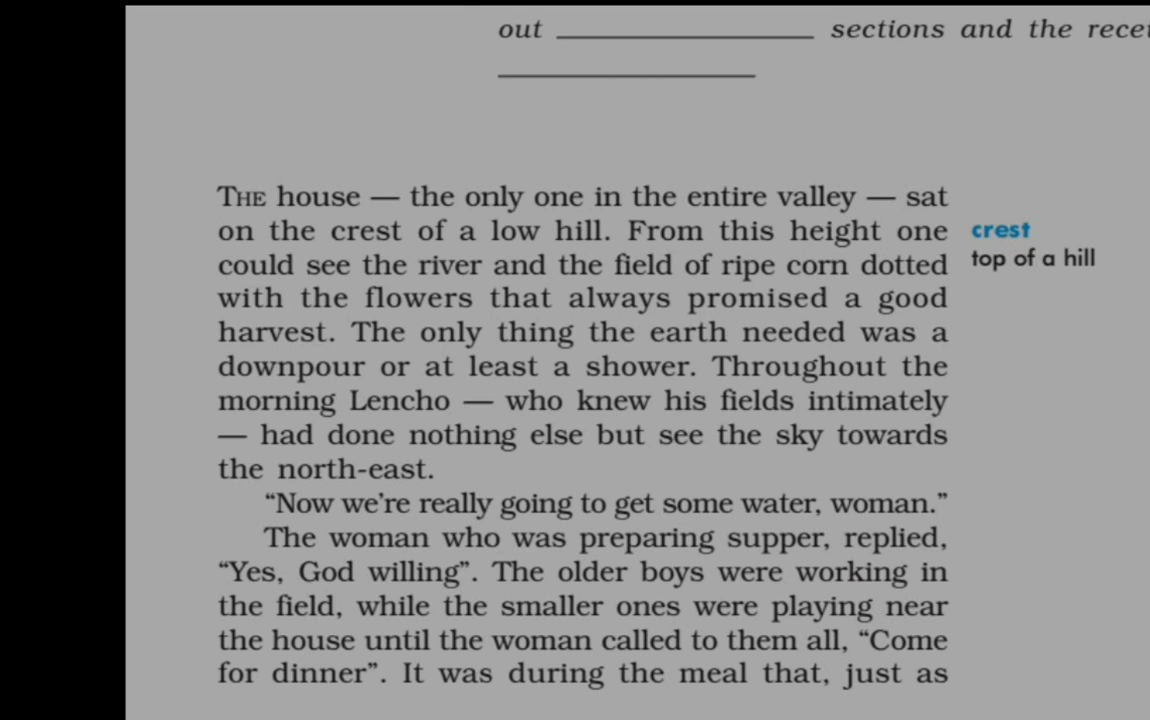 out ____________ sections and the
____________
THE house — the only one in the entire valley — sat
on the crest of a low hill. From this height one
crest
could see the river and the field of ripe corn dotted
top of a hill
with the flowers that always promised a good
harvest. The only thing the earth needed was a
downpour or at least a shower. Throughout the
morning Lencho — who knew his fields intimately
— had done nothing else but see the sky towards
the north-east.
“Now we’re really going to get some water, woman.”
The woman who was preparing supper, replied,
“Yes, God willing”. The older boys were working in
the field, while the smaller ones were playing near
the house until the woman called to them all, “Come
for dinner”. It was during the meal that, just as